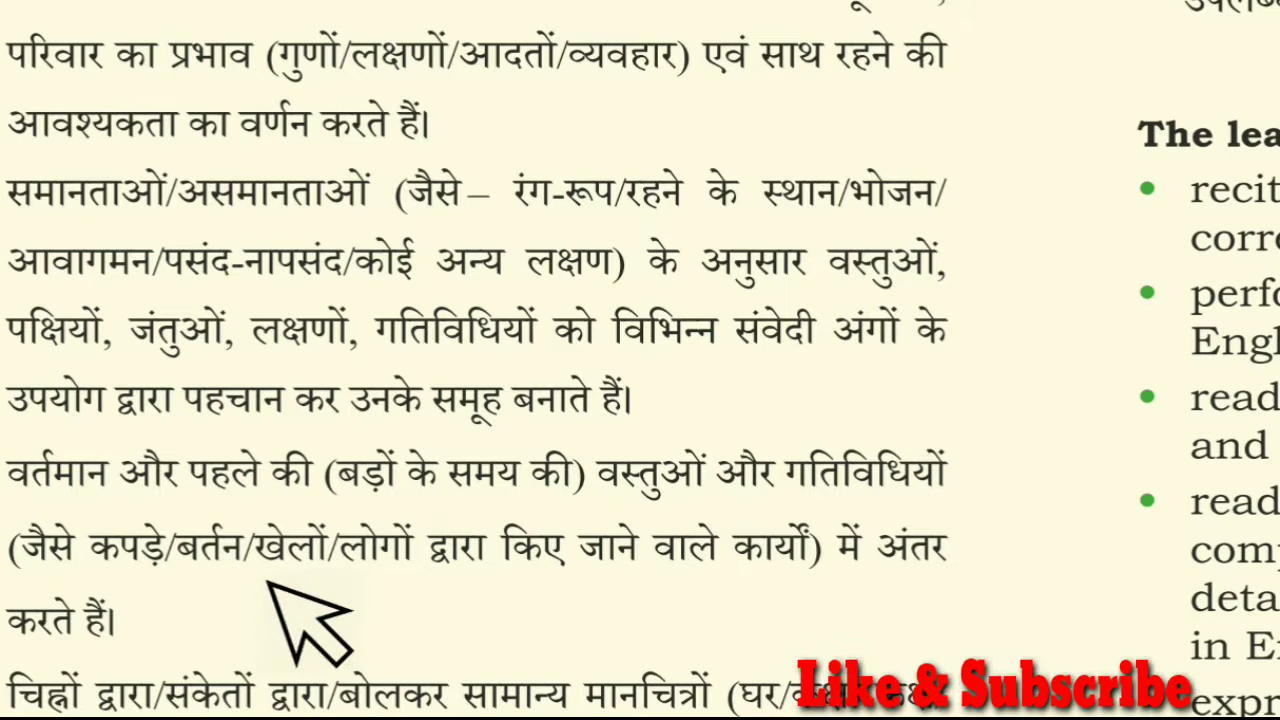 परिवार का प्रभाव (गुणों/लक्षणों/आदतों/व्यवहार) एवं साथ रहने की
आवश्यकता का वर्णन करते हैं।
समानताओं/असमानताओं (जैसे – रंग-रूप/रहने के स्थान/भोजन/
आवागमन/पसंद-नापसंद/कोई अन्य लक्षण) के अनुसार वस्तुओं,
पक्षियों, जंतुओं, लक्षणों, गतिविधियों को विभिन्न संवेदी अंगों के
उपयोग द्वारा पहचान कर उनके समूह बनाते हैं।
वर्तमान और पहले की (बड़ों के समय की) वस्तुओं और गतिविधियों
(जैसे कपड़े/बर्तन/खेलों/लोगों द्वारा किए जाने वाले कार्यों) में अंतर
करते हैं।
चिह्नों द्वारा/संकेतों द्वारा/बोलकर सामान्य मानचित्रों (घर/
The lea
• recit
corre
• perfo
Engl
• read
and
• read
comp
deta
in E
expr
Like & Subscribe